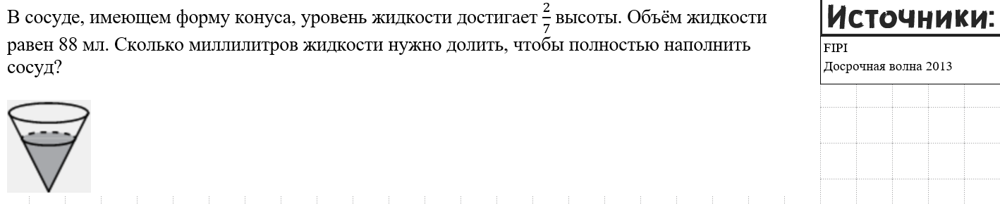 В сосуде, имеющем форму конуса, уровень жидкости достигает 2/7 высоты. Объём жидкости
равен 88 мл. Сколько миллилитров жидкости нужно долить, чтобы полностью наполнить
сосуд?
Источники:
FIPI
Досрочная волна 2013